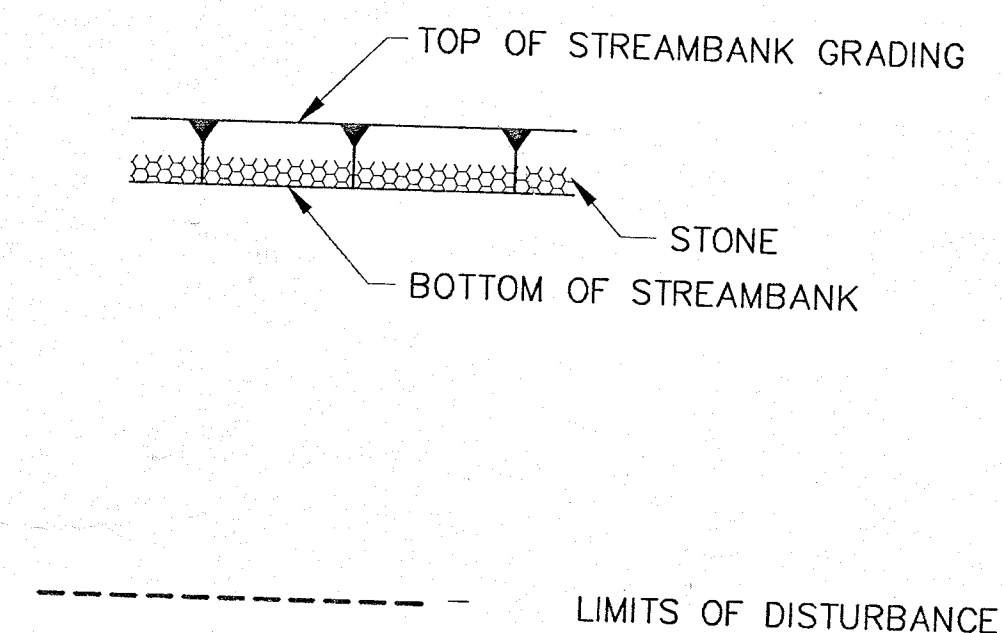 TOP OF STREAMBANK GRADING
STONE
BOTTOM OF STREAMBANK
LIMITS OF DISTURBANCE